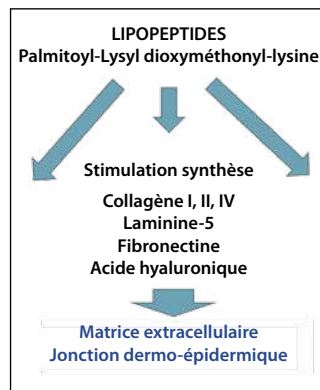 LIPOPEPTIDES
Palmitoyl-Lysyl dioxyméthonyl-lysine
Stimulation synthèse
Collagène I, II, IV
Laminine-5
Fibronectine
Acide hyaluronique
Matrice extracellulaire
Jonction dermo-épidermique